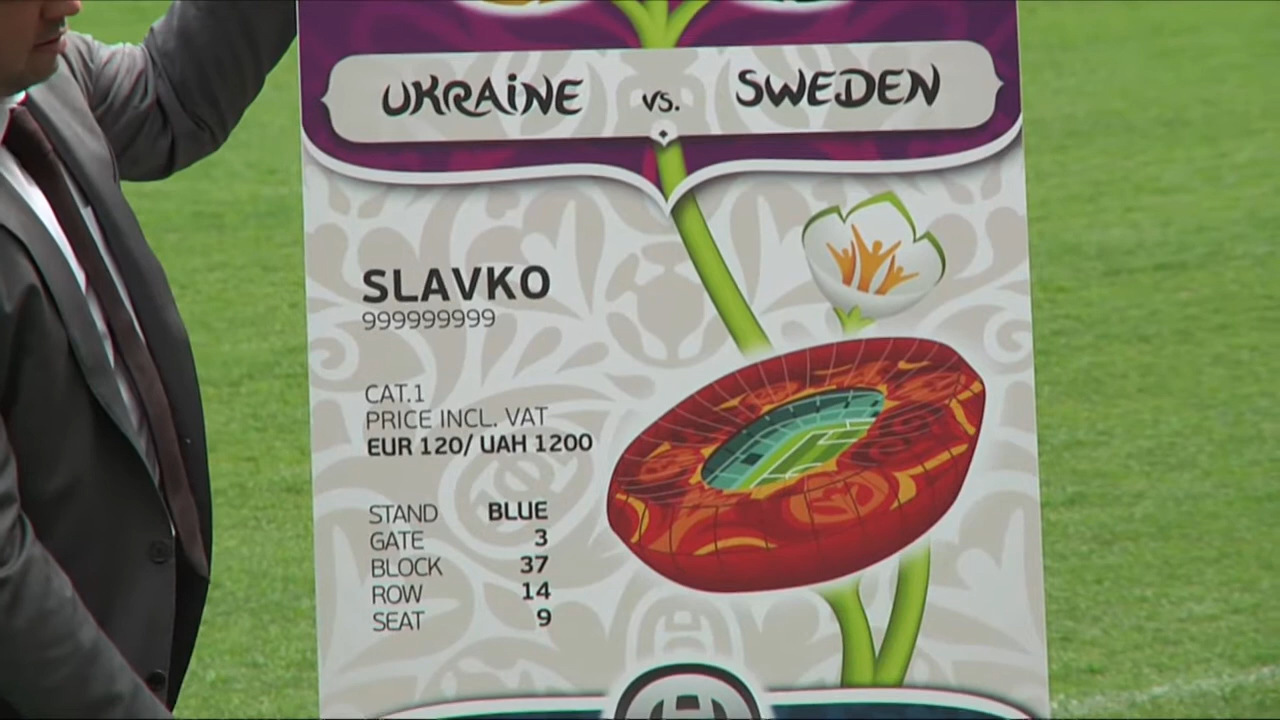 UKRAINE vs. SWEDEN
SLAVKO
999999999
CAT.1
PRICE INCL. VAT
EUR 120/ UAH 1200
STAND BLUE
GATE 3
BLOCK 37
ROW 14
SEAT 9